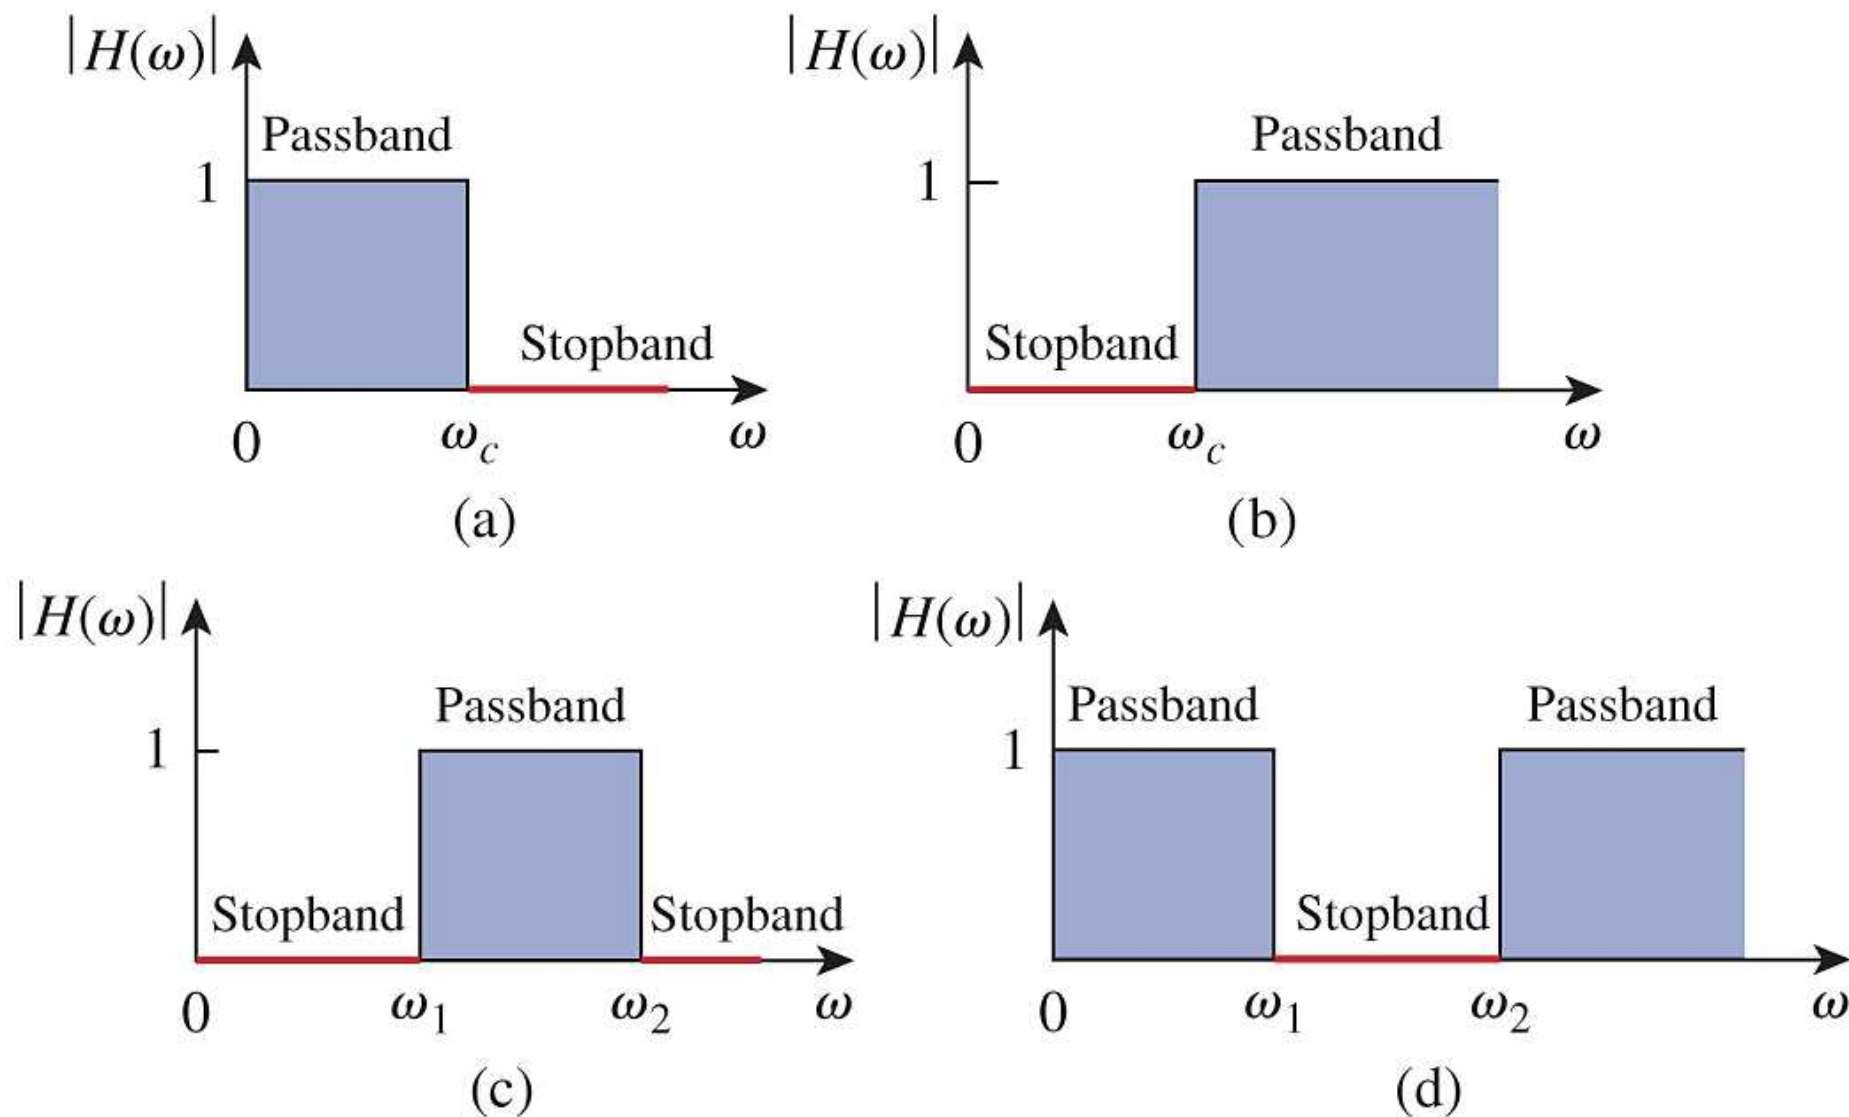 |H(ω)|
Passband
1
Stopband
0
ω_c
ω
(a)
|H(ω)|
Passband
1
Stopband
0
ω_c
ω
(b)
|H(ω)|
Passband
1
Stopband
Stopband
0
ω_1
ω_2
ω
(c)
|H(ω)|
Passband
Passband
1
Stopband
0
ω_1
ω_2
ω
(d)